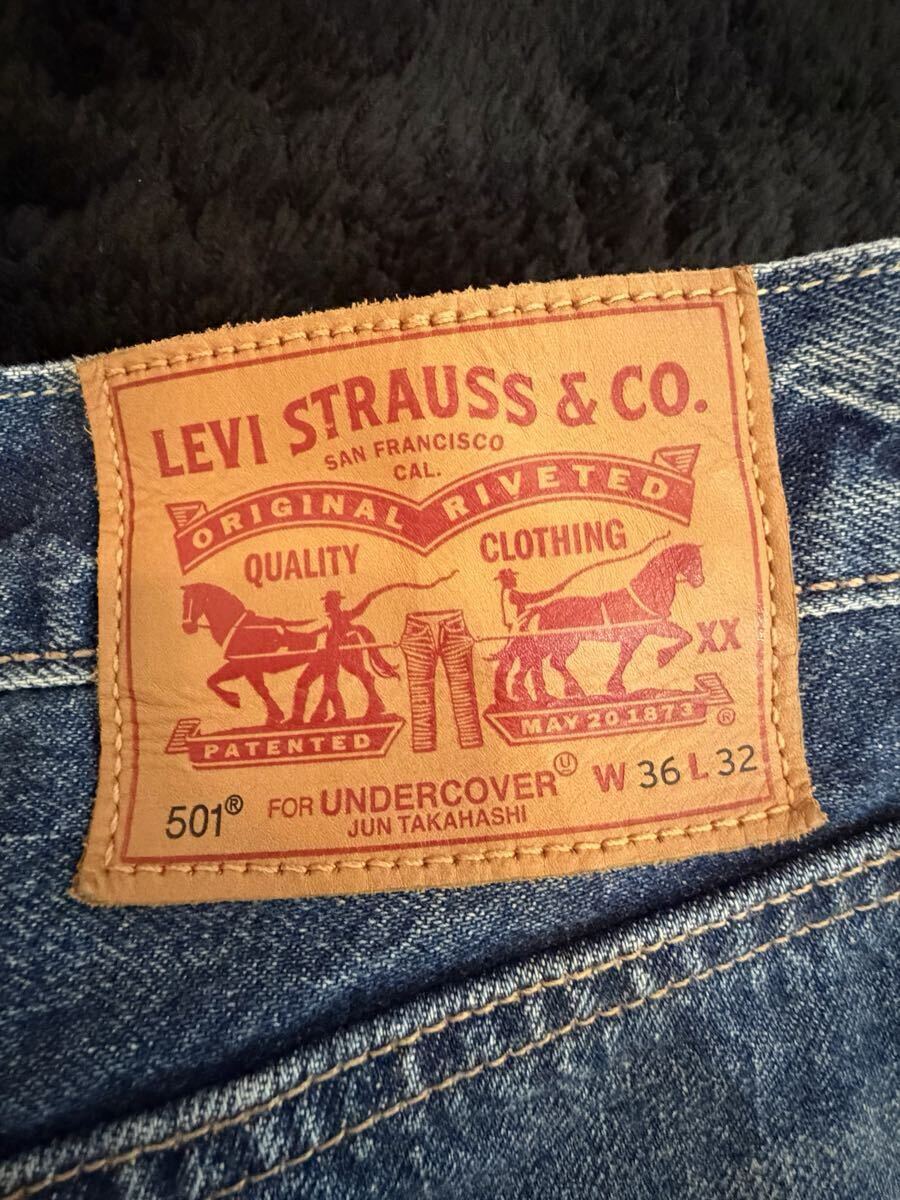 LEVI STRAUSS & CO.
SAN FRANCISCO
CAL.
ORIGINAL RIVETED
QUALITY CLOTHING
XX
PATENTED MAY 20 1873 ®
501® FOR UNDERCOVER Ⓤ W 36 L 32
JUN TAKAHASHI